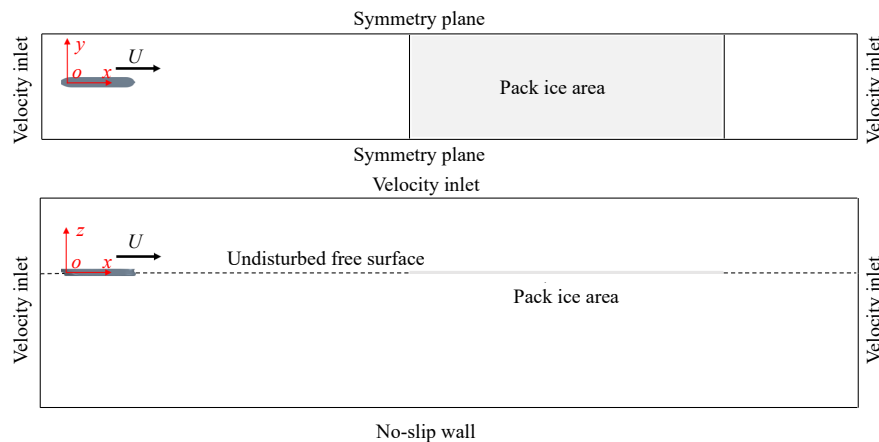 Symmetry plane
Velocity inlet
y
U
o
x
Pack ice area
Velocity inlet
Symmetry plane
Velocity inlet
z
U
o
x
Undisturbed free surface
Pack ice area
Velocity inlet
Velocity inlet
No-slip wall